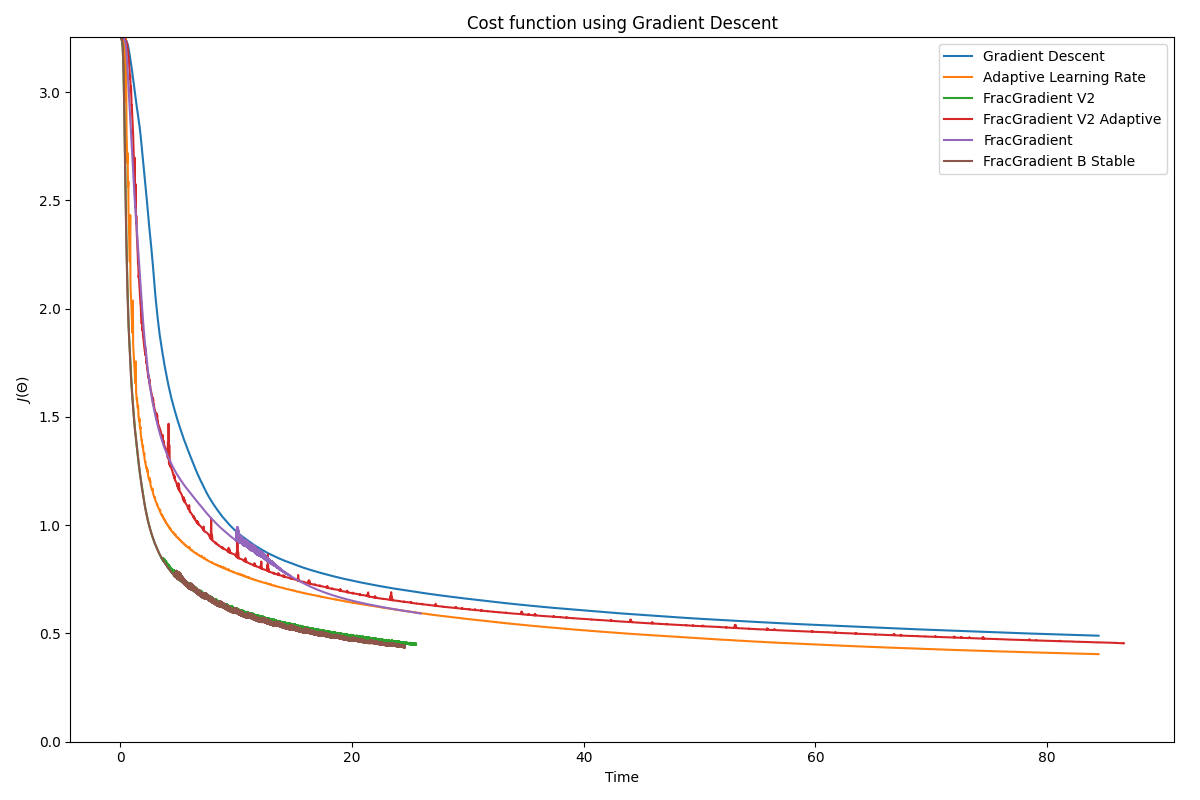 Cost function using Gradient Descent
Gradient Descent
Adaptive Learning Rate
FracGradient V2
FracGradient V2 Adaptive
FracGradient
FracGradient B Stable
3.0
2.5
2.0
1.5
1.0
0.5
0.0
J(Θ)
0
20
40
60
80
Time